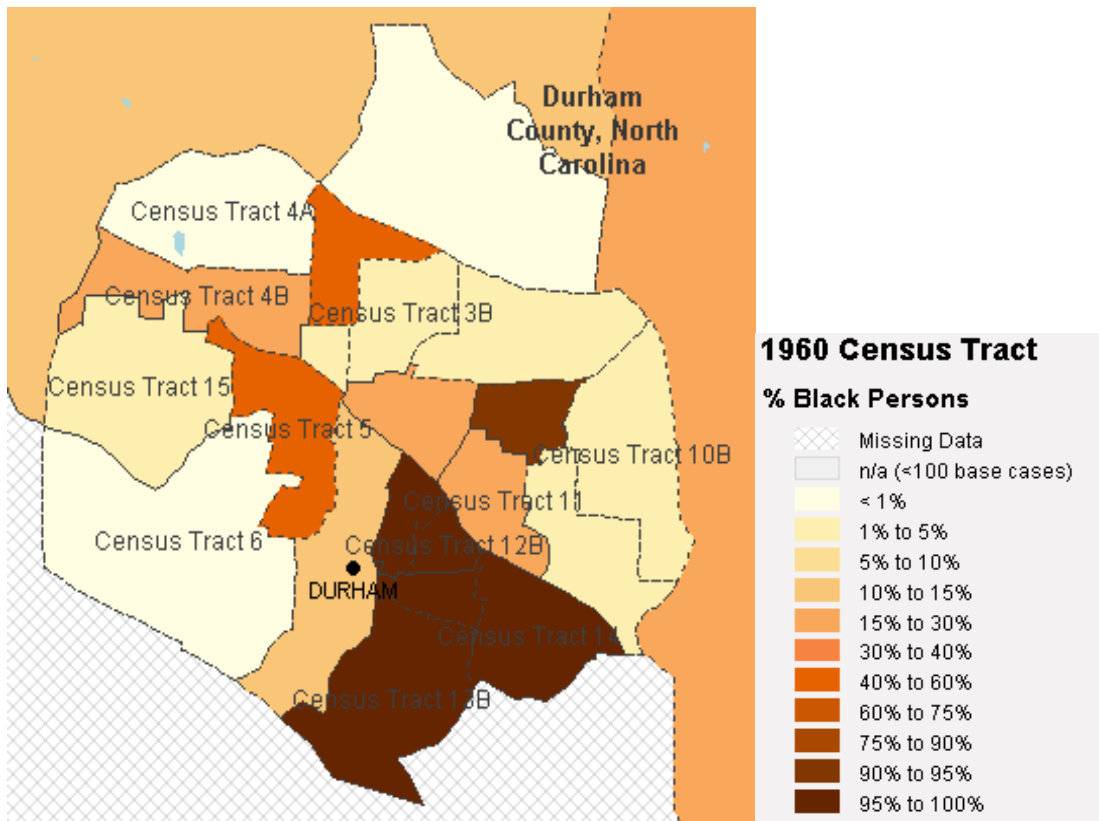 Durham
County, North
Carolina
Census Tract 4A
Census Tract 4B
Census Tract 3B
Census Tract 15
Census Tract 5
Census Tract 10B
Census Tract 11
Census Tract 6
Census Tract 12B
DURHAM
Census Tract 14
Census Tract 13B
1960 Census Tract
% Black Persons
Missing Data
n/a (<100 base cases)
< 1%
1% to 5%
5% to 10%
10% to 15%
15% to 30%
30% to 40%
40% to 60%
60% to 75%
75% to 90%
90% to 95%
95% to 100%